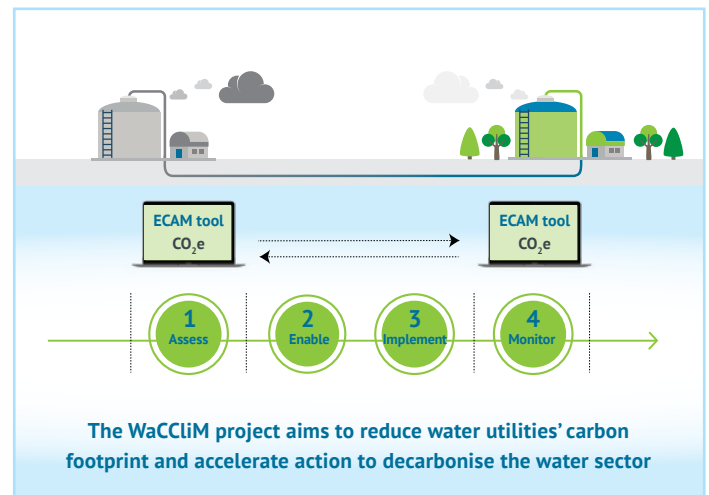 ECAM tool
CO₂e
ECAM tool
CO₂e
1
Assess
2
Enable
3
Implement
4
Monitor
The WaCCliM project aims to reduce water utilities’ carbon
footprint and accelerate action to decarbonise the water sector